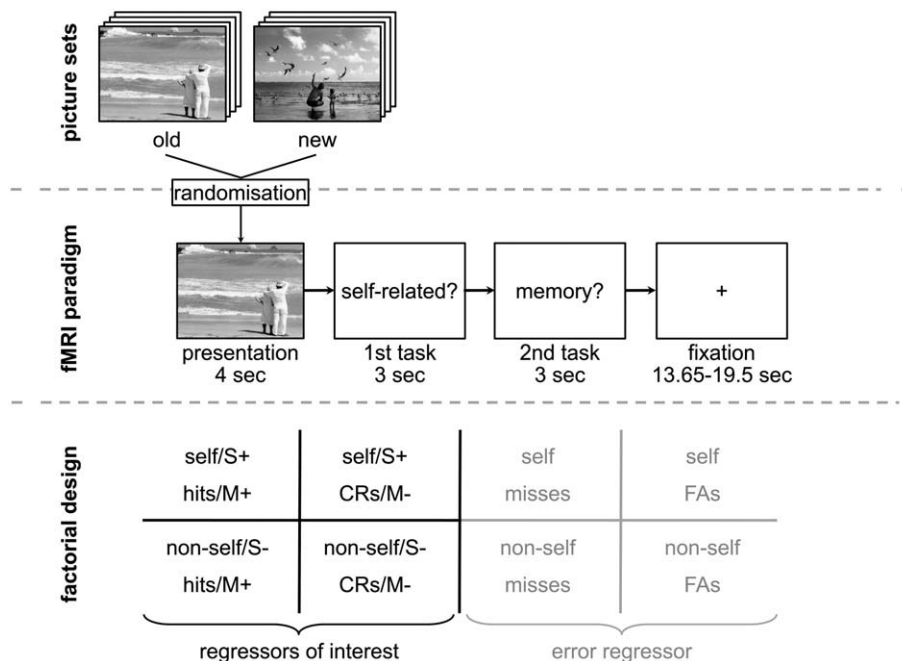 picture sets
old
new
randomisation
fMRI paradigm
self-related?
memory?
+
presentation
4 sec
1st task
3 sec
2nd task
3 sec
fixation
13.65-19.5 sec
factorial design
self/S+
hits/M+
self/S+
CRs/M-
self
misses
self
FAs
non-self/S-
hits/M+
non-self/S-
CRs/M-
non-self
misses
non-self
FAs
regressors of interest
error regressor